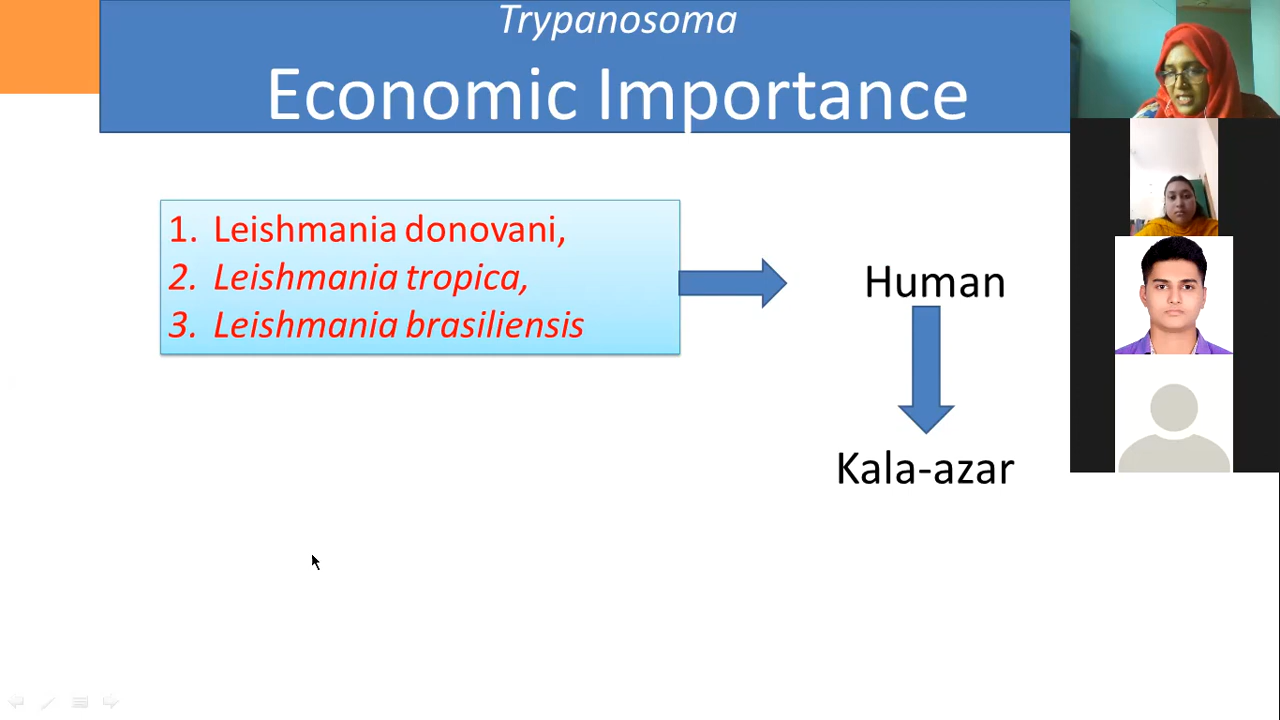 Trypanosoma
Economic Importance
1. Leishmania donovani,
2. Leishmania tropica,
3. Leishmania brasiliensis
Human
Kala-azar